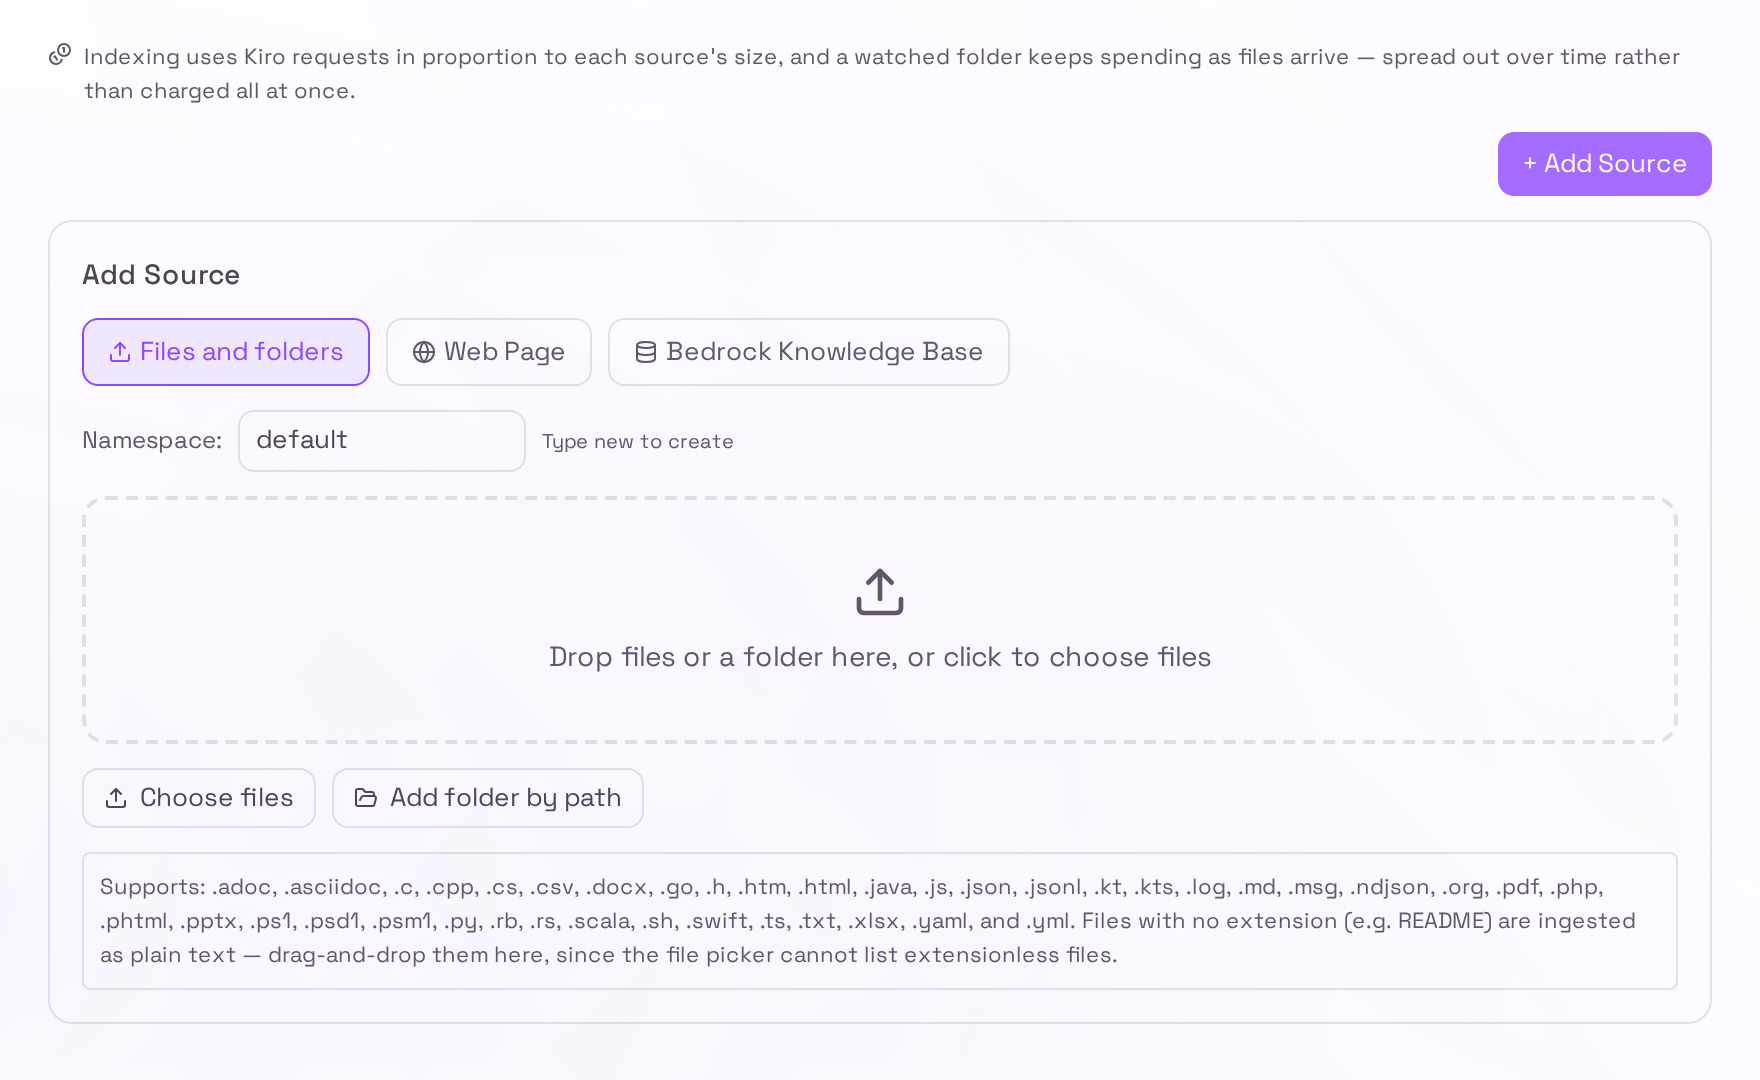 Indexing uses Kiro requests in proportion to each source's size, and a watched folder keeps spending as files arrive — spread out over time rather
than charged all at once.
+ Add Source
Add Source
Files and folders
Web Page
Bedrock Knowledge Base
Namespace:
default
Type new to create
Drop files or a folder here, or click to choose files
Choose files
Add folder by path
Supports: .adoc, .asciidoc, .c, .cpp, .cs, .csv, .docx, .go, .h, .htm, .html, .java, .js, .json, .jsonl, .kt, .kts, .log, .md, .msg, .ndjson, .org, .pdf, .php,
.phtml, .pptx, .ps1, .psd1, .psm1, .py, .rb, .rs, .scala, .sh, .swift, .ts, .txt, .xlsx, .yaml, and .yml. Files with no extension (e.g. README) are ingested
as plain text — drag-and-drop them here, since the file picker cannot list extensionless files.